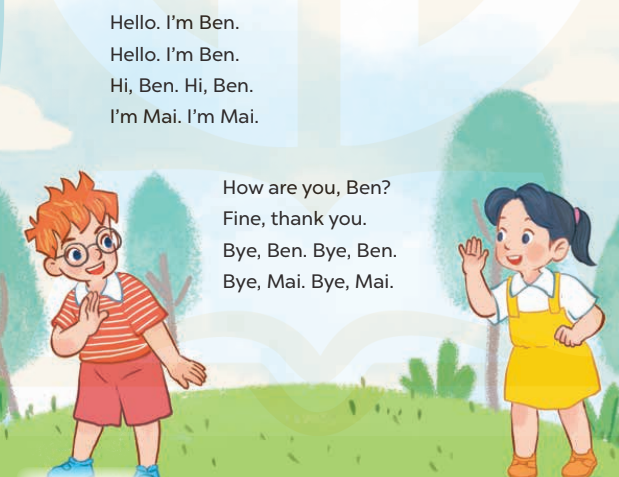 Hello. I'm Ben.
Hello. I'm Ben.
Hi, Ben. Hi, Ben.
I'm Mai. I'm Mai.
How are you, Ben?
Fine, thank you.
Bye, Ben. Bye, Ben.
Bye, Mai. Bye, Mai.